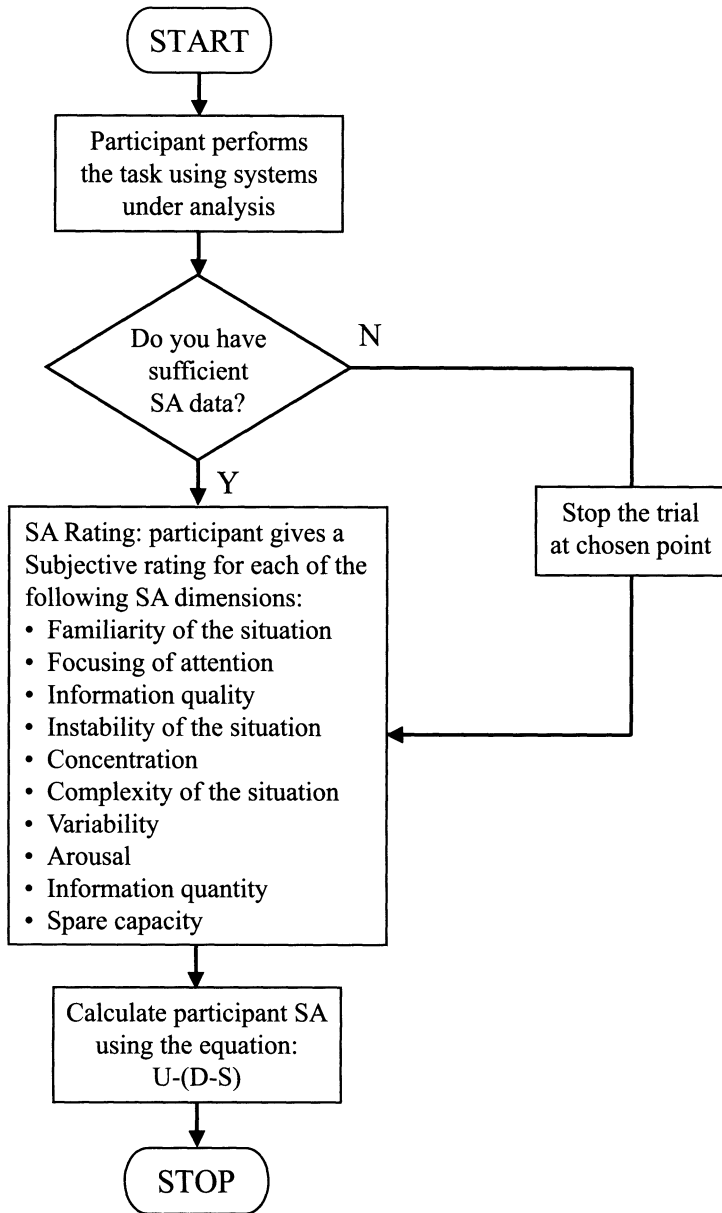 START
Participant performs
the task using systems
under analysis
Do you have
sufficient
SA data?
N
Y
Stop the trial
at chosen point
SA Rating: participant gives a
Subjective rating for each of the
following SA dimensions:
• Familiarity of the situation
• Focusing of attention
• Information quality
• Instability of the situation
• Concentration
• Complexity of the situation
• Variability
• Arousal
• Information quantity
• Spare capacity
Calculate participant SA
using the equation:
U-(D-S)
STOP